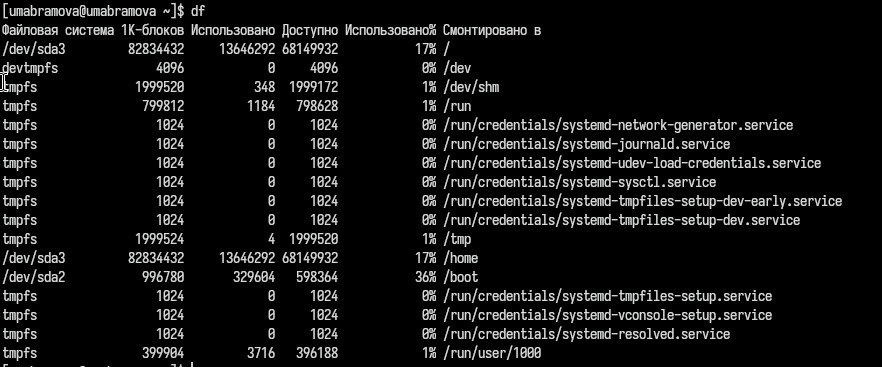 [umabramova@umabramova ~]$ df
Файловая система 1K-блоков Использовано Доступно Использовано% Смонтировано в
/dev/sda3 82834432 13646292 68149932 17% /
devtmpfs 4096 0 4096 0% /dev
tmpfs 1999520 348 1999172 1% /dev/shm
tmpfs 799812 1184 798628 1% /run
tmpfs 1024 0 1024 0% /run/credentials/systemd-network-generator.service
tmpfs 1024 0 1024 0% /run/credentials/systemd-journald.service
tmpfs 1024 0 1024 0% /run/credentials/systemd-udev-load-credentials.service
tmpfs 1024 0 1024 0% /run/credentials/systemd-sysctl.service
tmpfs 1024 0 1024 0% /run/credentials/systemd-tmpfiles-setup-dev-early.service
tmpfs 1024 0 1024 0% /run/credentials/systemd-tmpfiles-setup-dev.service
tmpfs 1999524 4 1999520 1% /tmp
/dev/sda3 82834432 13646292 68149932 17% /home
/dev/sda2 996780 329604 598364 36% /boot
tmpfs 1024 0 1024 0% /run/credentials/systemd-tmpfiles-setup.service
tmpfs 1024 0 1024 0% /run/credentials/systemd-vconsole-setup.service
tmpfs 1024 0 1024 0% /run/credentials/systemd-resolved.service
tmpfs 399904 3716 396188 1% /run/user/1000